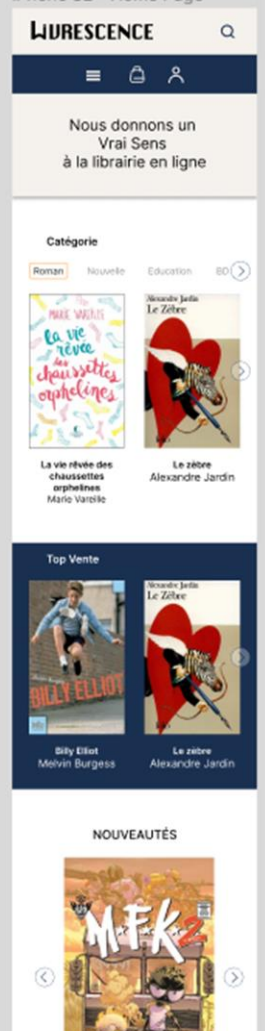 LIVRESCENCE
Nous donnons un
Vrai Sens
à la librairie en ligne
Catégorie
Roman Nouvelle Education BD
MARIE VAREILLE
La vie
rêvée
des
chaussettes
orphelines
Alexandre Jardin
Le Zèbre
La vie rêvée des
chaussettes
orphelines
Marie Vareille
Le zèbre
Alexandre Jardin
Top Vente
BILLY ELLIOT
Alexandre Jardin
Le Zèbre
Billy Elliot
Melvin Burgess
Le zèbre
Alexandre Jardin
NOUVEAUTÉS
M.F.K.2